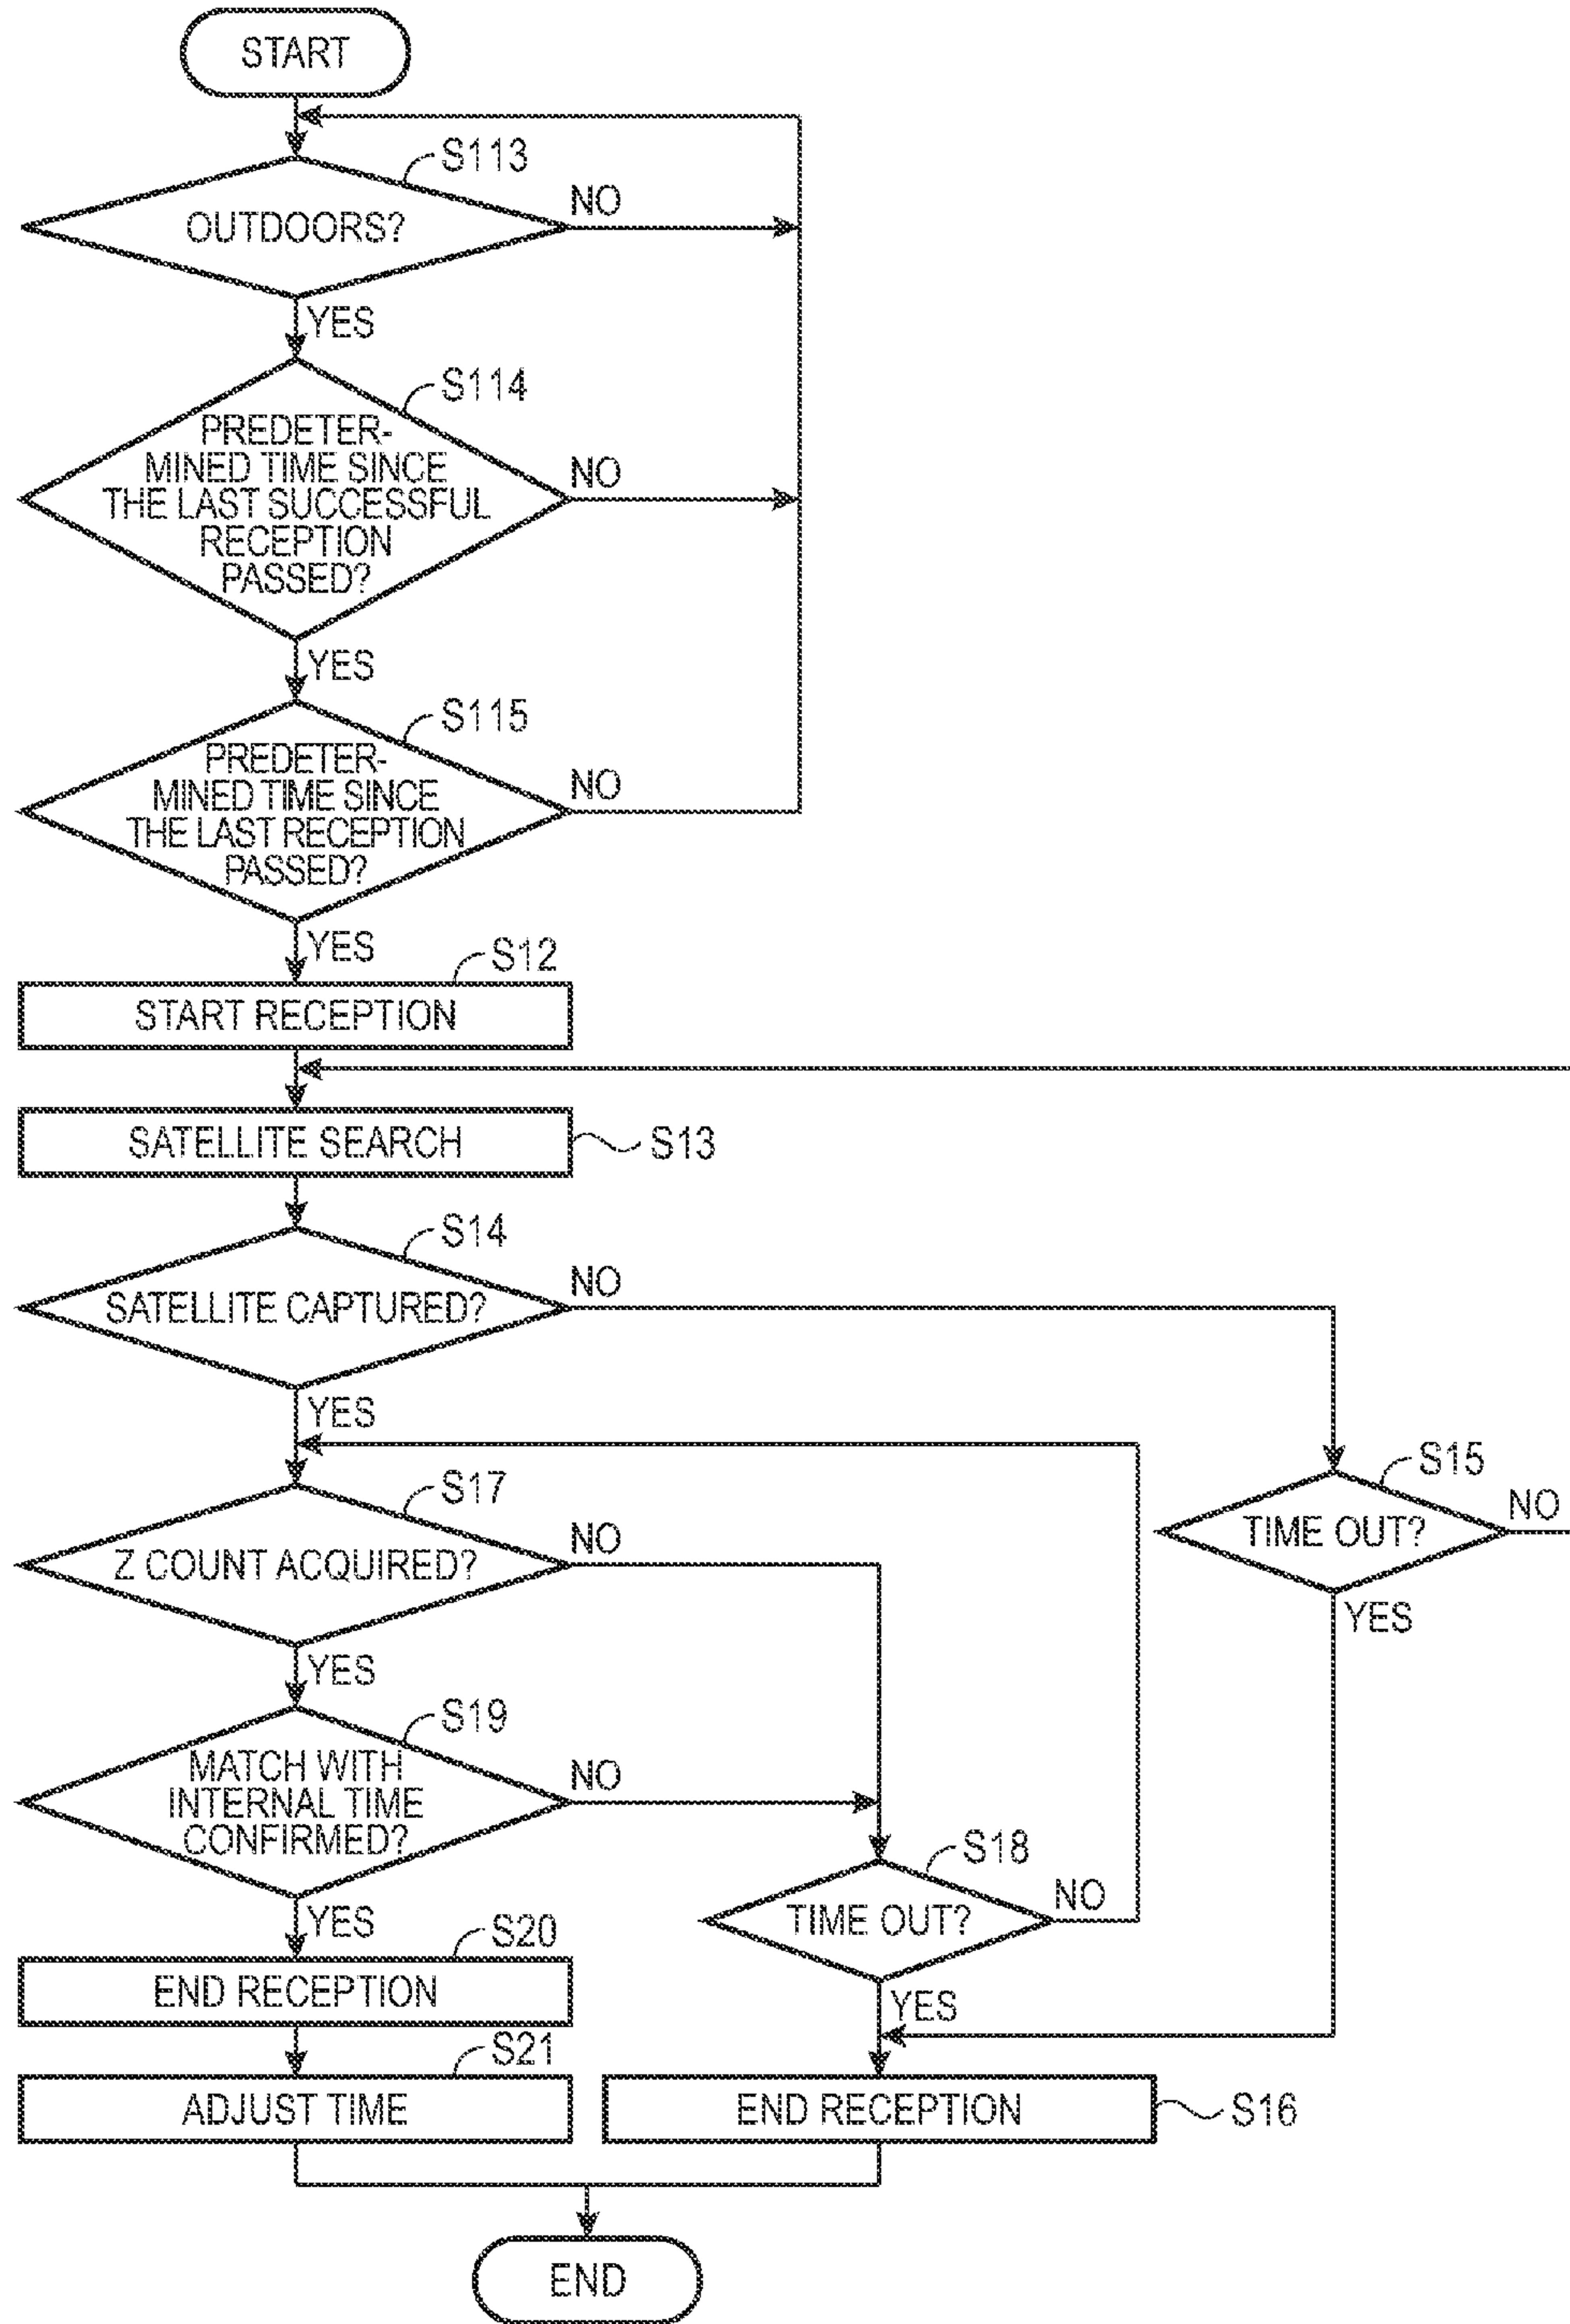 START
S113
OUTDOORS?
NO
YES
S114
PREDETER-
MINED TIME SINCE
THE LAST SUCCESSFUL
RECEPTION
PASSED?
NO
YES
S115
PREDETER-
MINED TIME SINCE
THE LAST RECEPTION
PASSED?
NO
YES
S12
START RECEPTION
SATELLITE SEARCH
S13
S14
SATELLITE CAPTURED?
NO
YES
S15
TIME OUT?
NO
YES
S17
Z COUNT ACQUIRED?
NO
YES
S19
MATCH WITH
INTERNAL TIME
CONFIRMED?
NO
YES
S18
TIME OUT?
NO
YES
S20
END RECEPTION
S21
ADJUST TIME
END RECEPTION
S16
END